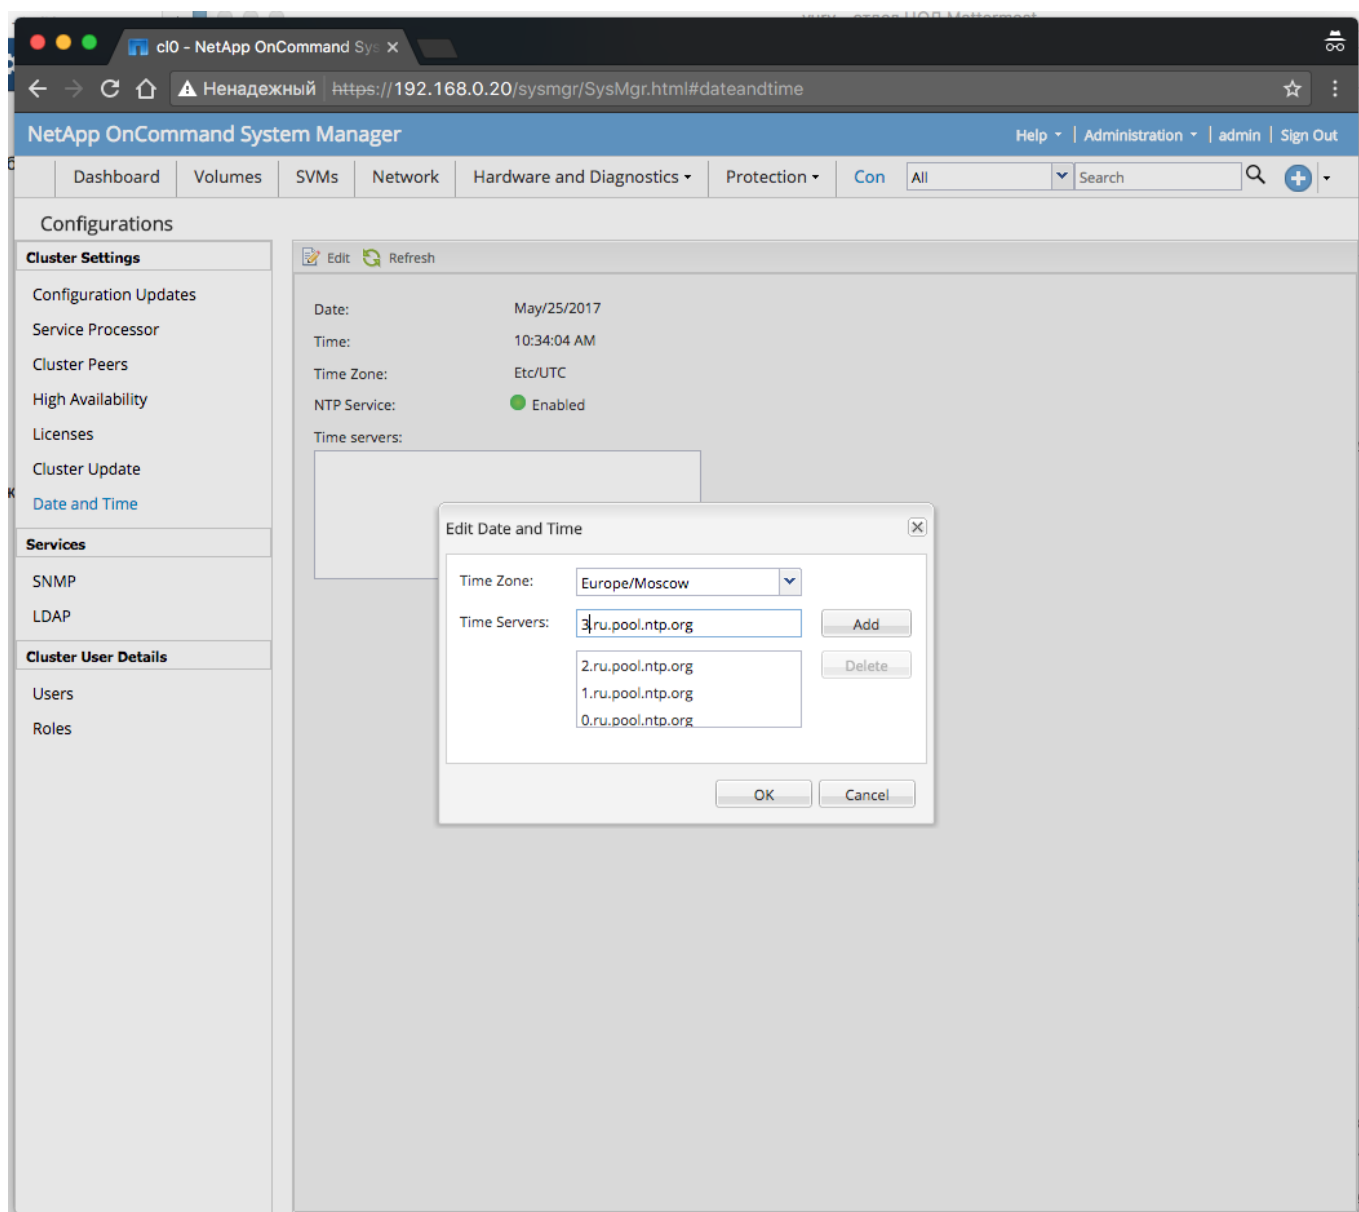 cl0 - NetApp OnCommand Sys
Ненадежный https://192.168.0.20/sysmgr/SysMgr.html#dateandtime
NetApp OnCommand System Manager
Help Administration admin Sign Out
Dashboard Volumes SVMs Network Hardware and Diagnostics Protection Con All Search
Configurations
Cluster Settings
Edit Refresh
Configuration Updates
Service Processor
Cluster Peers
High Availability
Licenses
Cluster Update
Date and Time
Services
SNMP
LDAP
Cluster User Details
Users
Roles
Date: May/25/2017
Time: 10:34:04 AM
Time Zone: Etc/UTC
NTP Service: Enabled
Time servers:
Edit Date and Time
Time Zone: Europe/Moscow
Time Servers: 3.ru.pool.ntp.org Add
2.ru.pool.ntp.org Delete
1.ru.pool.ntp.org
0.ru.pool.ntp.org
OK Cancel